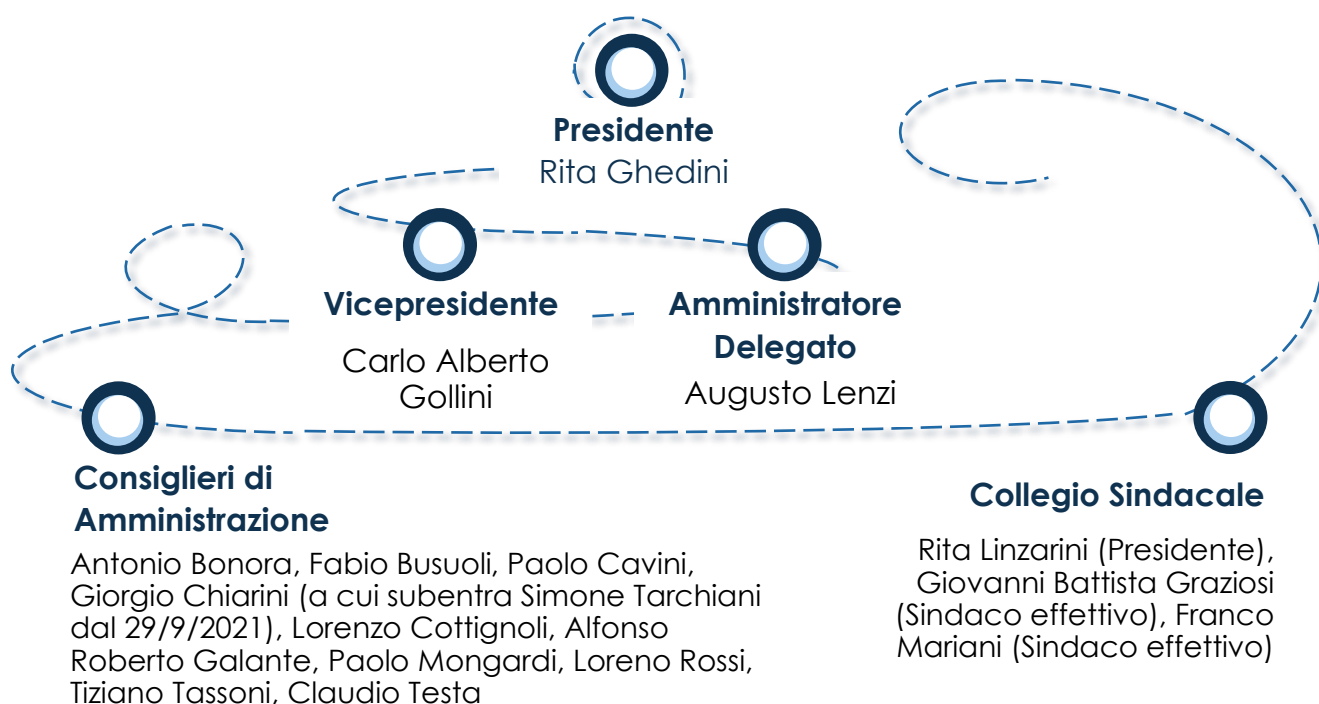 Presidente
Rita Ghedini
Vicepresidente
Carlo Alberto
Gollini
Amministratore
Delegato
Augusto Lenzi
Consiglieri di
Amministrazione
Antonio Bonora, Fabio Busuoli, Paolo Cavini,
Giorgio Chiarini (a cui subentra Simone Tarchiani
dal 29/9/2021), Lorenzo Cottignoli, Alfonso
Roberto Galante, Paolo Mongardi, Loreno Rossi,
Tiziano Tassoni, Claudio Testa
Collegio Sindacale
Rita Linzarini (Presidente),
Giovanni Battista Graziosi
(Sindaco effettivo), Franco
Mariani (Sindaco effettivo)